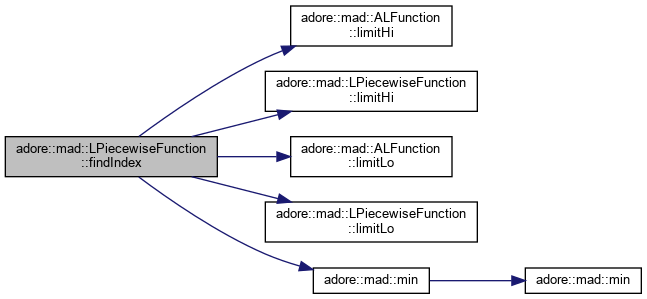 adore::mad::LPiecewiseFunction
::findIndex
adore::mad::ALFunction
::limitHi
adore::mad::LPiecewiseFunction
::limitHi
adore::mad::ALFunction
::limitLo
adore::mad::LPiecewiseFunction
::limitLo
adore::mad::min
adore::mad::min